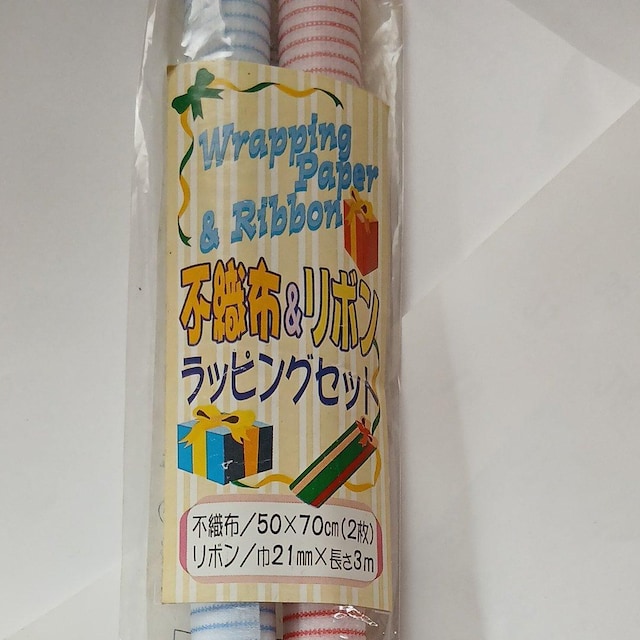 Wrapping
Paper
& Ribbon
不織布&リボン
ラッピングセット
不織布/50×70cm(2枚)
リボン/巾21mm×長さ3m